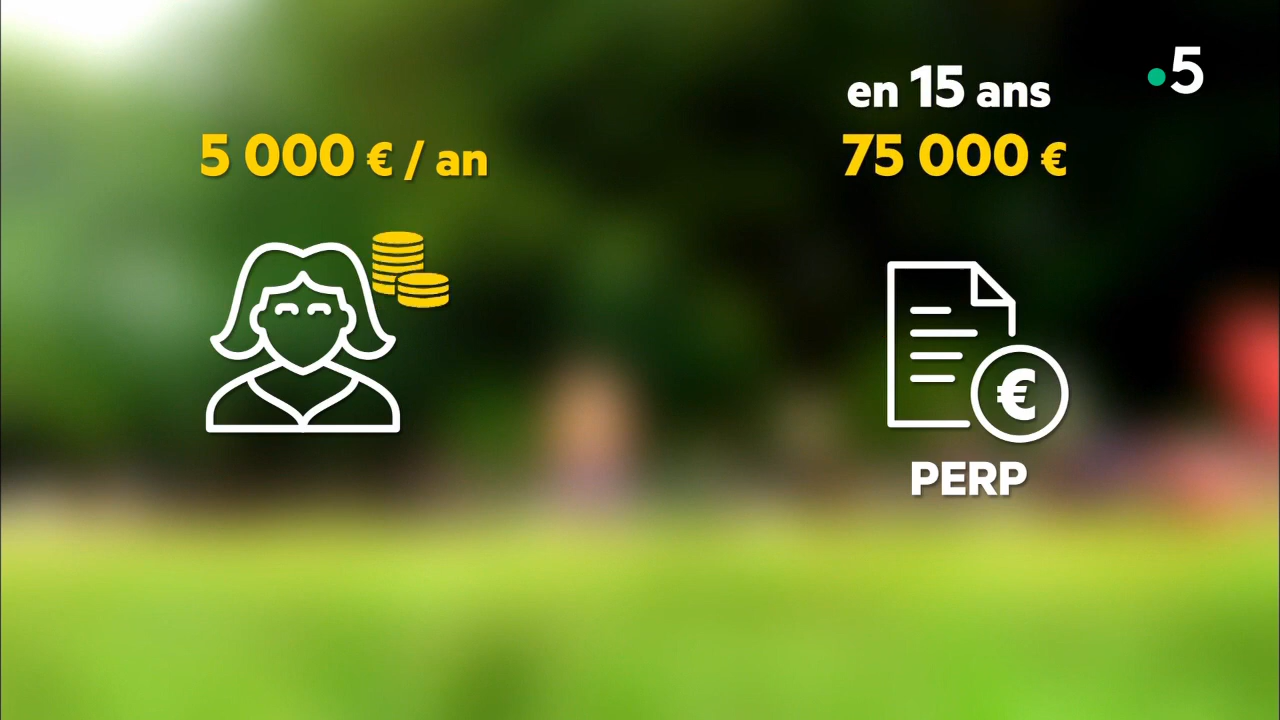 5 000 € / an
en 15 ans
75 000 €
PERP
€
5